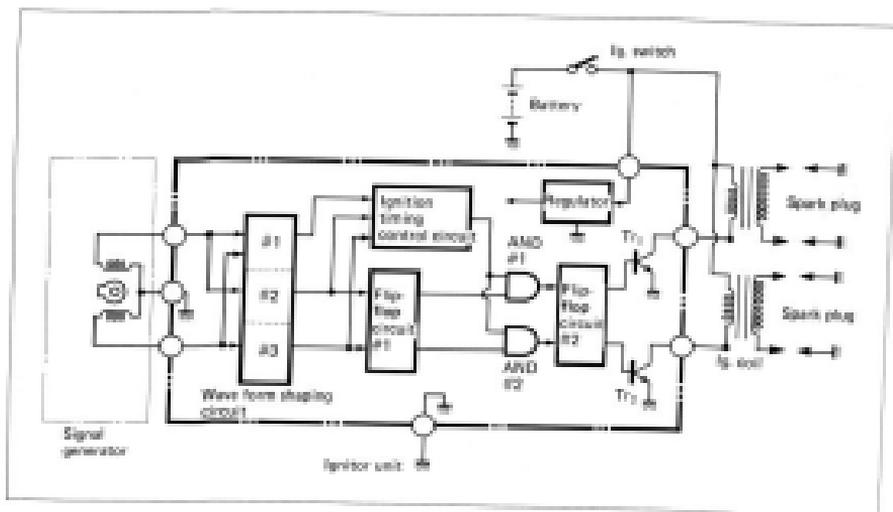 Ig. switch
Battery
Ignition
timing
control circuit
Regulator
Spark plug
AND
#1
Tr₁
#1
#2
#3
Flip-
flop
circuit
#1
Flip-
flop
circuit
#2
Spark plug
Ig. coil
AND
#2
Tr₂
Wave form shaping
circuit
Signal
generator
Ignitor unit